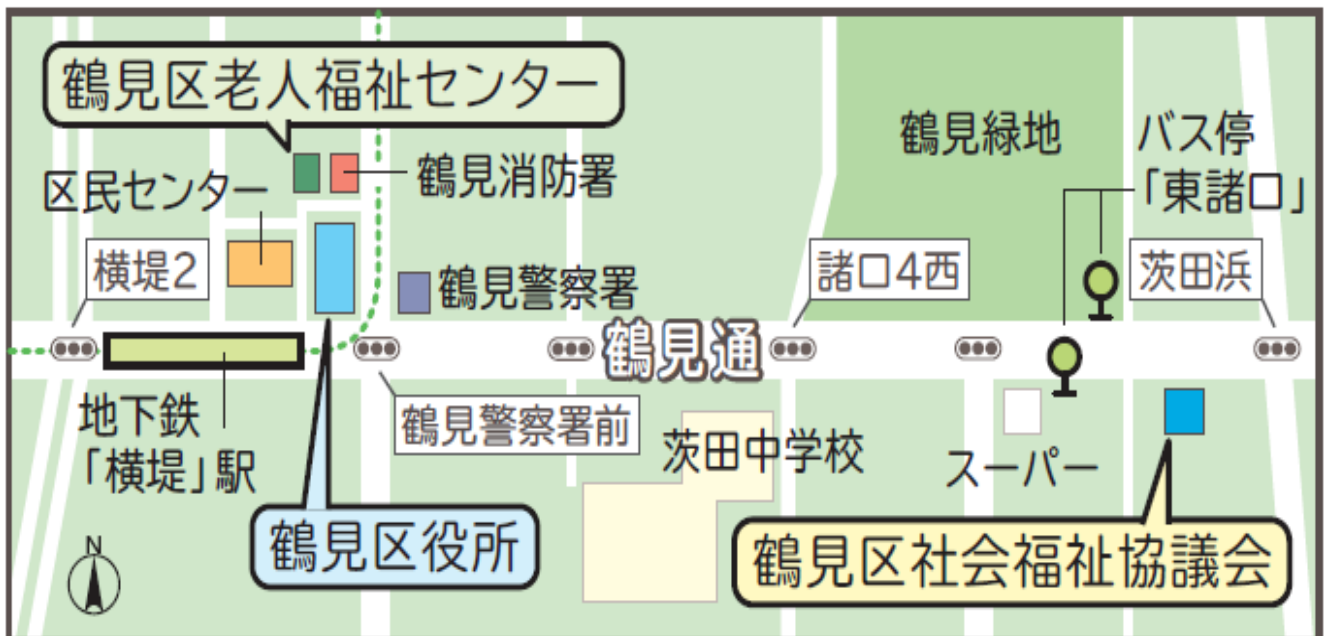 鶴見区老人福祉センター
鶴見緑地
バス停
「東諸口」
区民センター
鶴見消防署
横堤2
鶴見警察署
諸口4西
茨田浜
鶴見通
地下鉄
「横堤」駅
鶴見警察署前
茨田中学校
スーパー
鶴見区役所
鶴見区社会福祉協議会
N